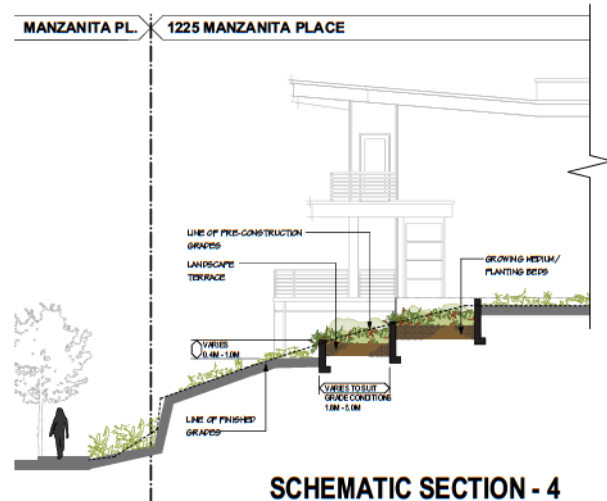 MANZANITA PL.
1225 MANZANITA PLACE
LINE OF PRE-CONSTRUCTION
GRADES
LANDSCAPE
TERRACE
GROWING MEDIUM/
PLANTING BEDS
VARIES
0.4M - 1.0M
VARIES TO SUIT
GRADE CONDITIONS
1.8M - 5.0M
LINE OF FINISHED
GRADES
SCHEMATIC SECTION - 4